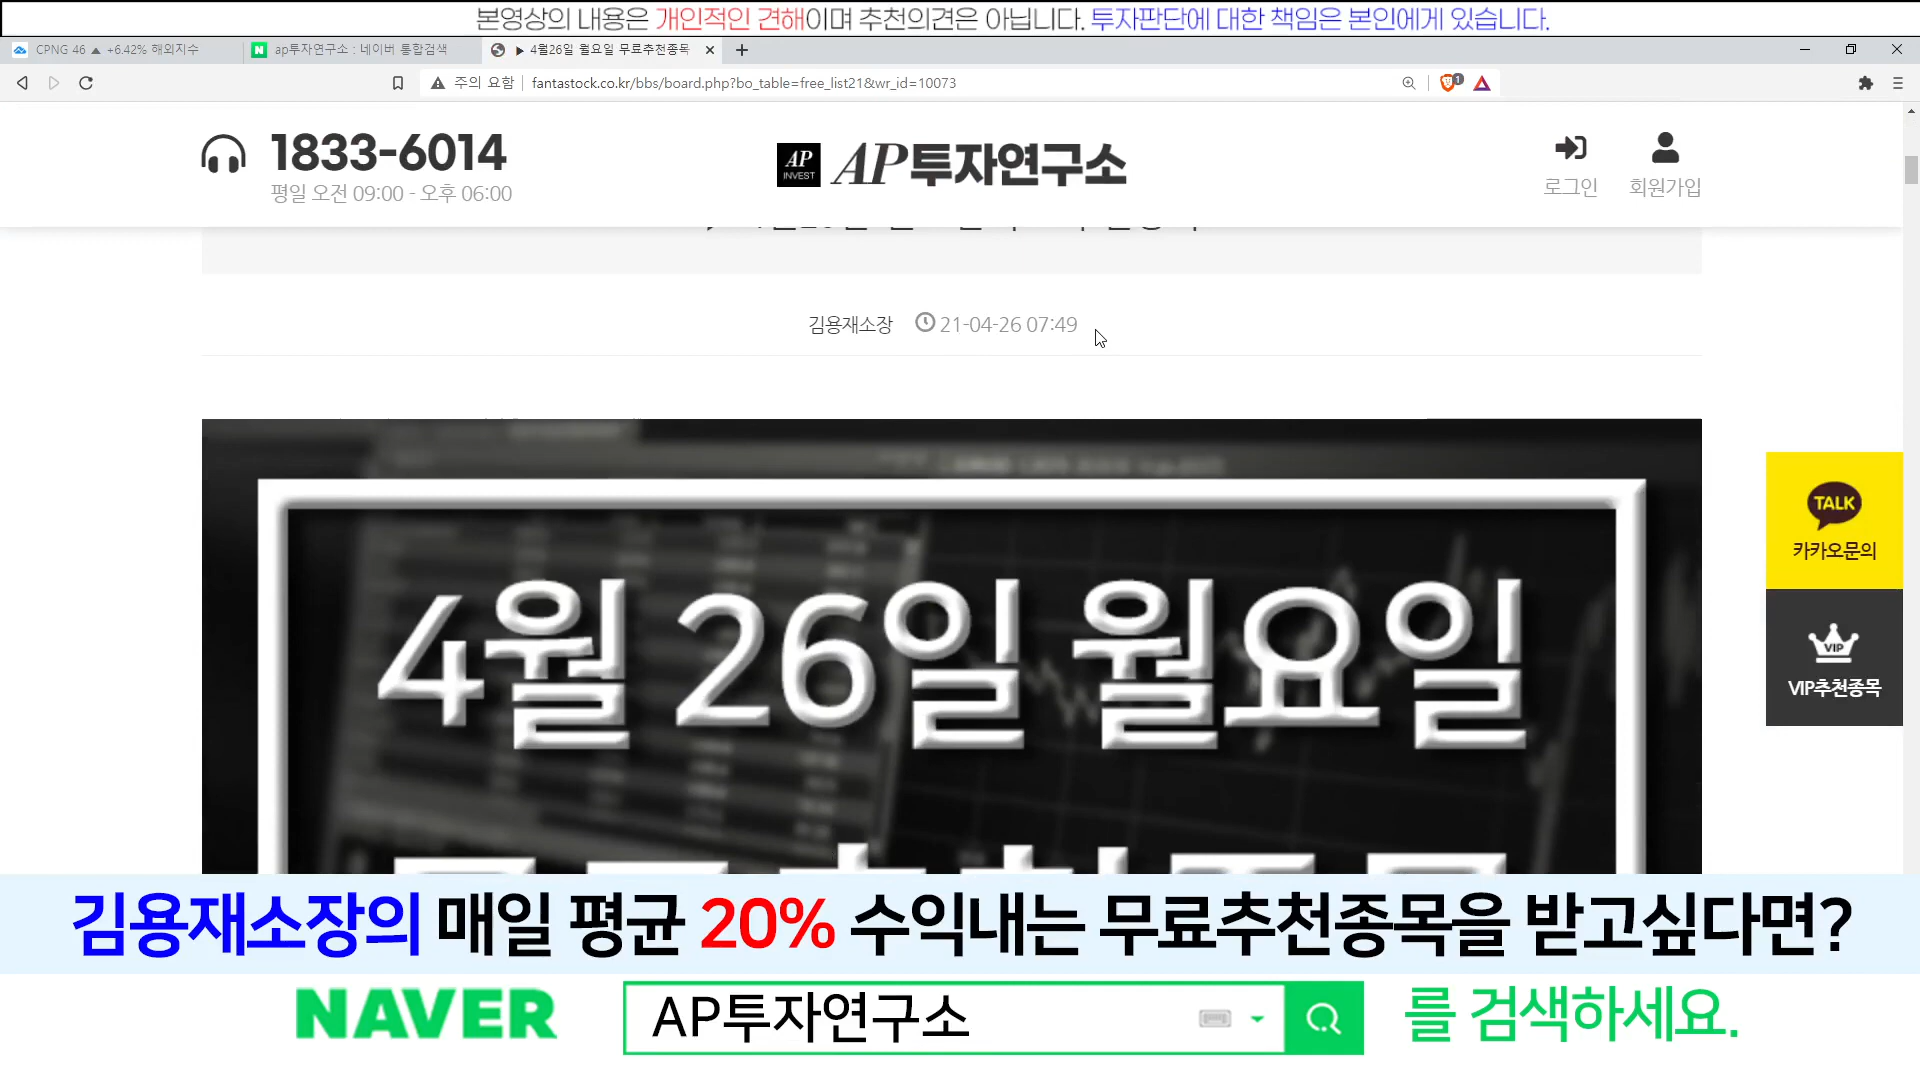 본영상의 내용은 개인적인 견해이며 추천의견은 아닙니다. 투자판단에 대한 책임은 본인에게 있습니다.
CPNG 46 ▲ +6.42% 해외지수
ap투자연구소 : 네이버 통합검색
▶ 4월26일 월요일 무료추천종목
주의 요함
fantastock.co.kr/bbs/board.php?bo_table=free_list21&wr_id=10073
1
1833-6014
평일 오전 09:00 - 오후 06:00
AP
INVEST
AP투자연구소
로그인
회원가입
김용재소장
21-04-26 07:49
TALK
카카오문의
VIP
VIP추천종목
4월 26일 월요일
김용재소장의 매일 평균 20% 수익내는 무료추천종목을 받고싶다면?
NAVER
AP투자연구소
를 검색하세요.